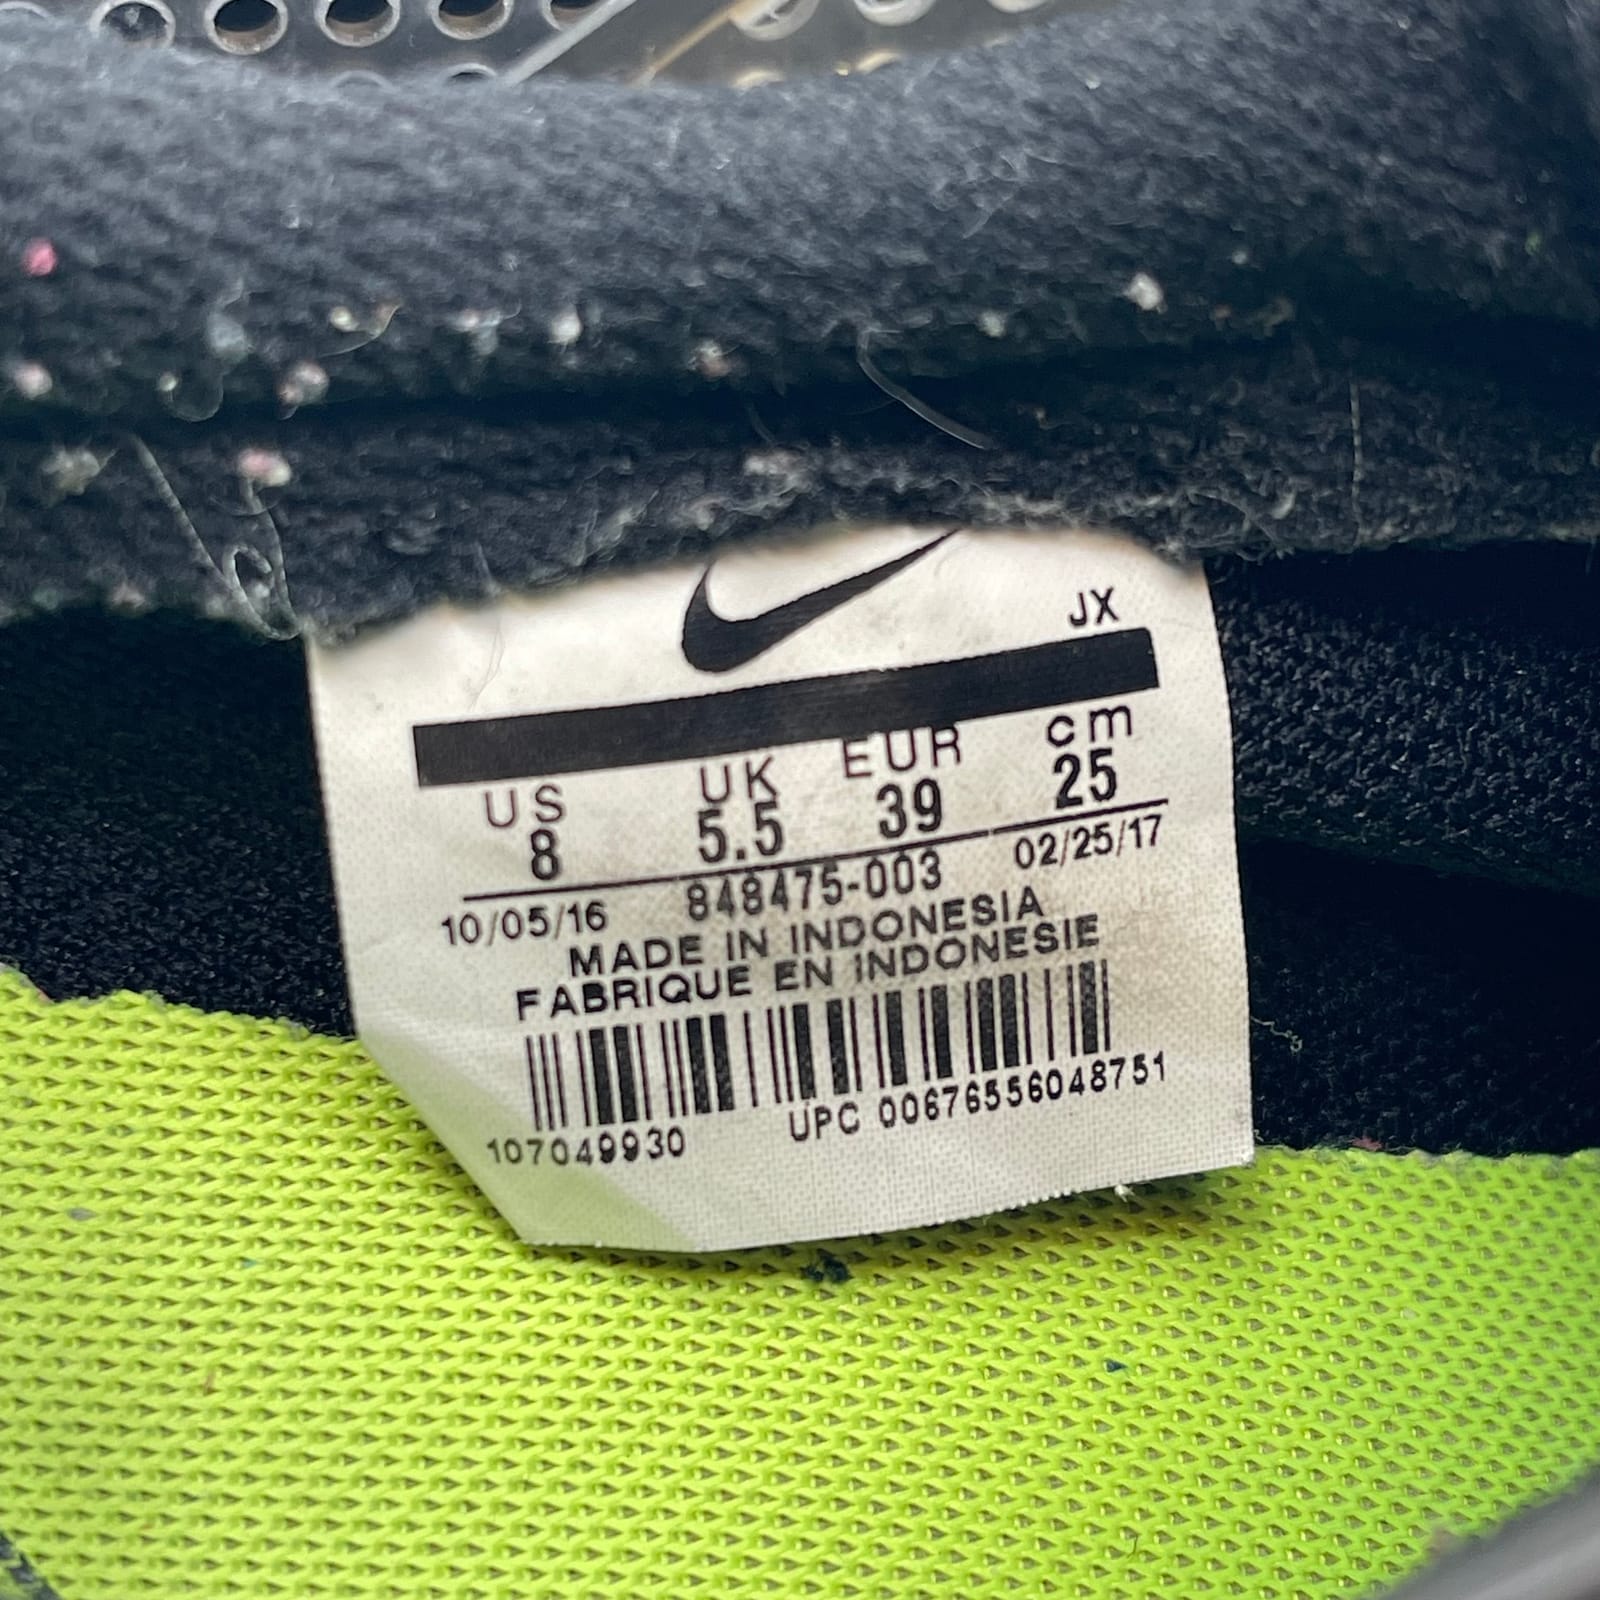 JX
US UK EUR cm
8 5.5 39 25
10/05/16 848475-003 02/25/17
MADE IN INDONESIA
FABRIQUE EN INDONESIE
107049930 UPC 00676556048751